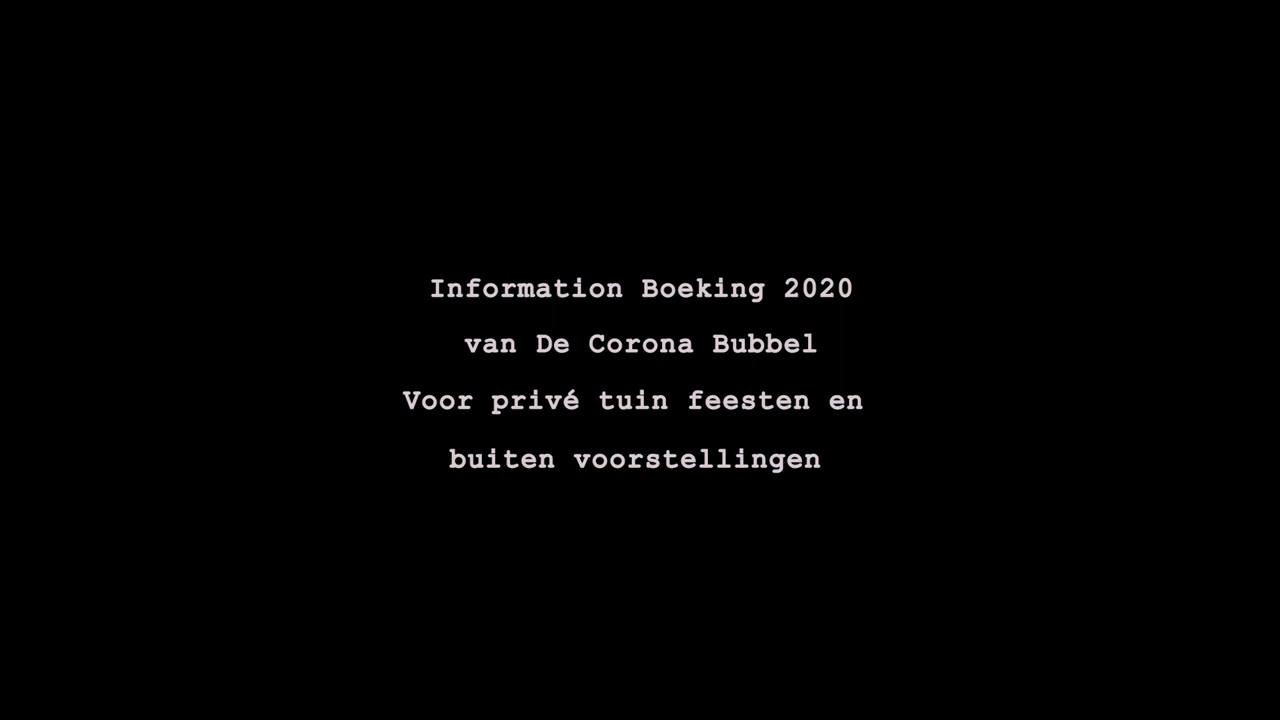 Information Boeking 2020
van De Corona Bubbel
Voor privé tuin feesten en
buiten voorstellingen